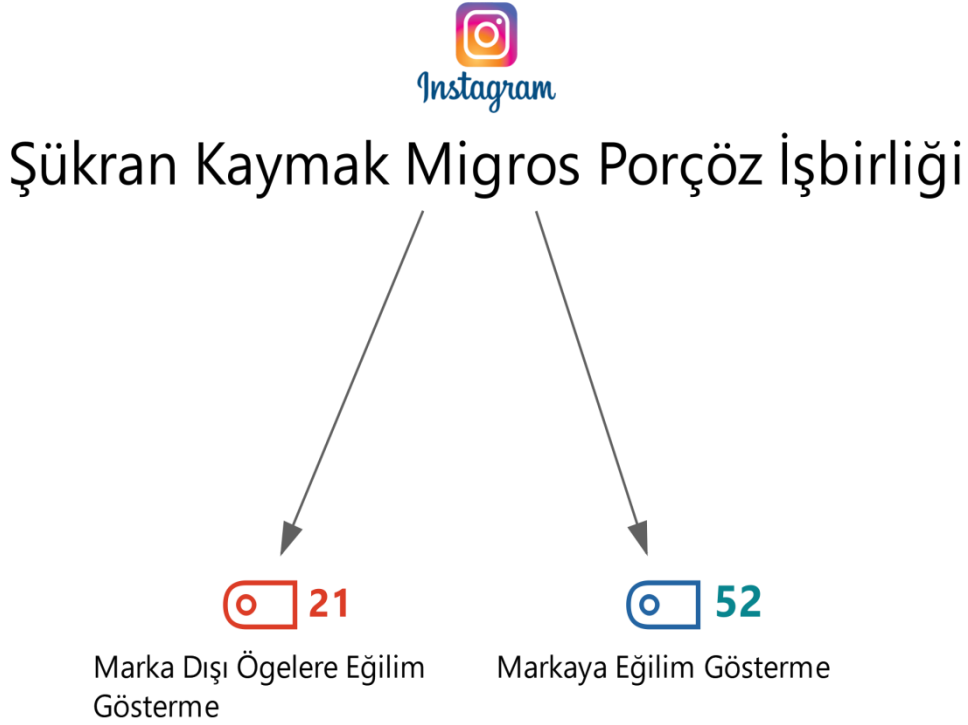 Instagram
Şükran Kaymak Migros Porçöz İşbirliği
21
52
Marka Dışı Ögelere Eğilim
Gösterme
Markaya Eğilim Gösterme